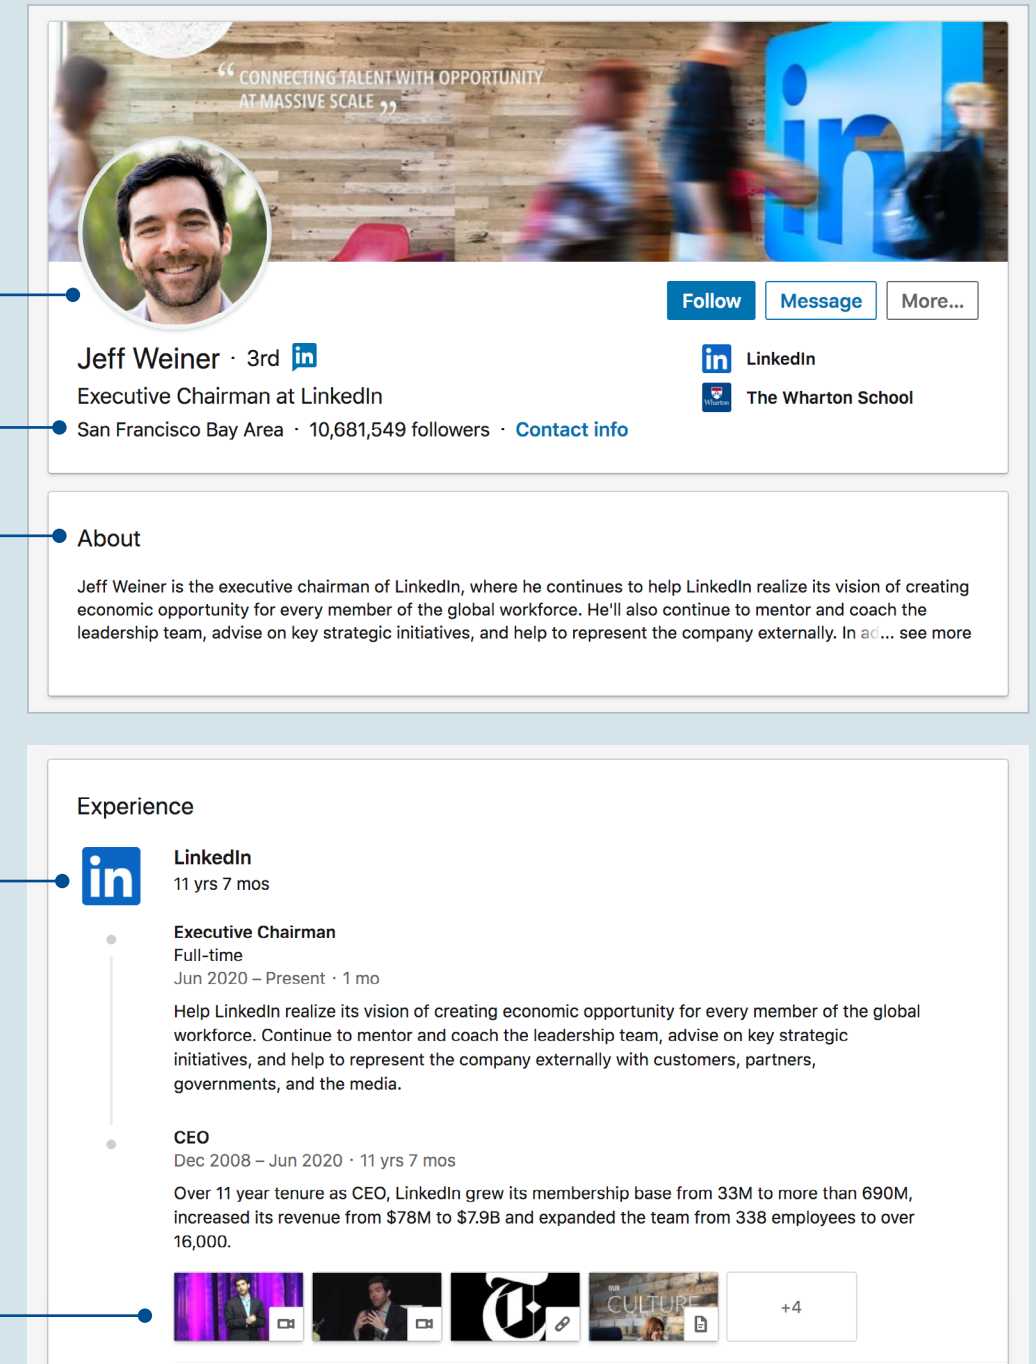 “ CONNECTING TALENT WITH OPPORTUNITY
AT MASSIVE SCALE ”
in
Follow
Message
More...
Jeff Weiner · 3rd in
in LinkedIn
Executive Chairman at LinkedIn
Wharton The Wharton School
San Francisco Bay Area · 10,681,549 followers · Contact info
About
Jeff Weiner is the executive chairman of LinkedIn, where he continues to help LinkedIn realize its vision of creating
economic opportunity for every member of the global workforce. He'll also continue to mentor and coach the
leadership team, advise on key strategic initiatives, and help to represent the company externally. In ad... see more
Experience
in
LinkedIn
11 yrs 7 mos
Executive Chairman
Full-time
Jun 2020 – Present · 1 mo
Help LinkedIn realize its vision of creating economic opportunity for every member of the global
workforce. Continue to mentor and coach the leadership team, advise on key strategic
initiatives, and help to represent the company externally with customers, partners,
governments, and the media.
CEO
Dec 2008 – Jun 2020 · 11 yrs 7 mos
Over 11 year tenure as CEO, LinkedIn grew its membership base from 33M to more than 690M,
increased its revenue from $78M to $7.9B and expanded the team from 338 employees to over
16,000.
T
OUR
CULTURE
+4